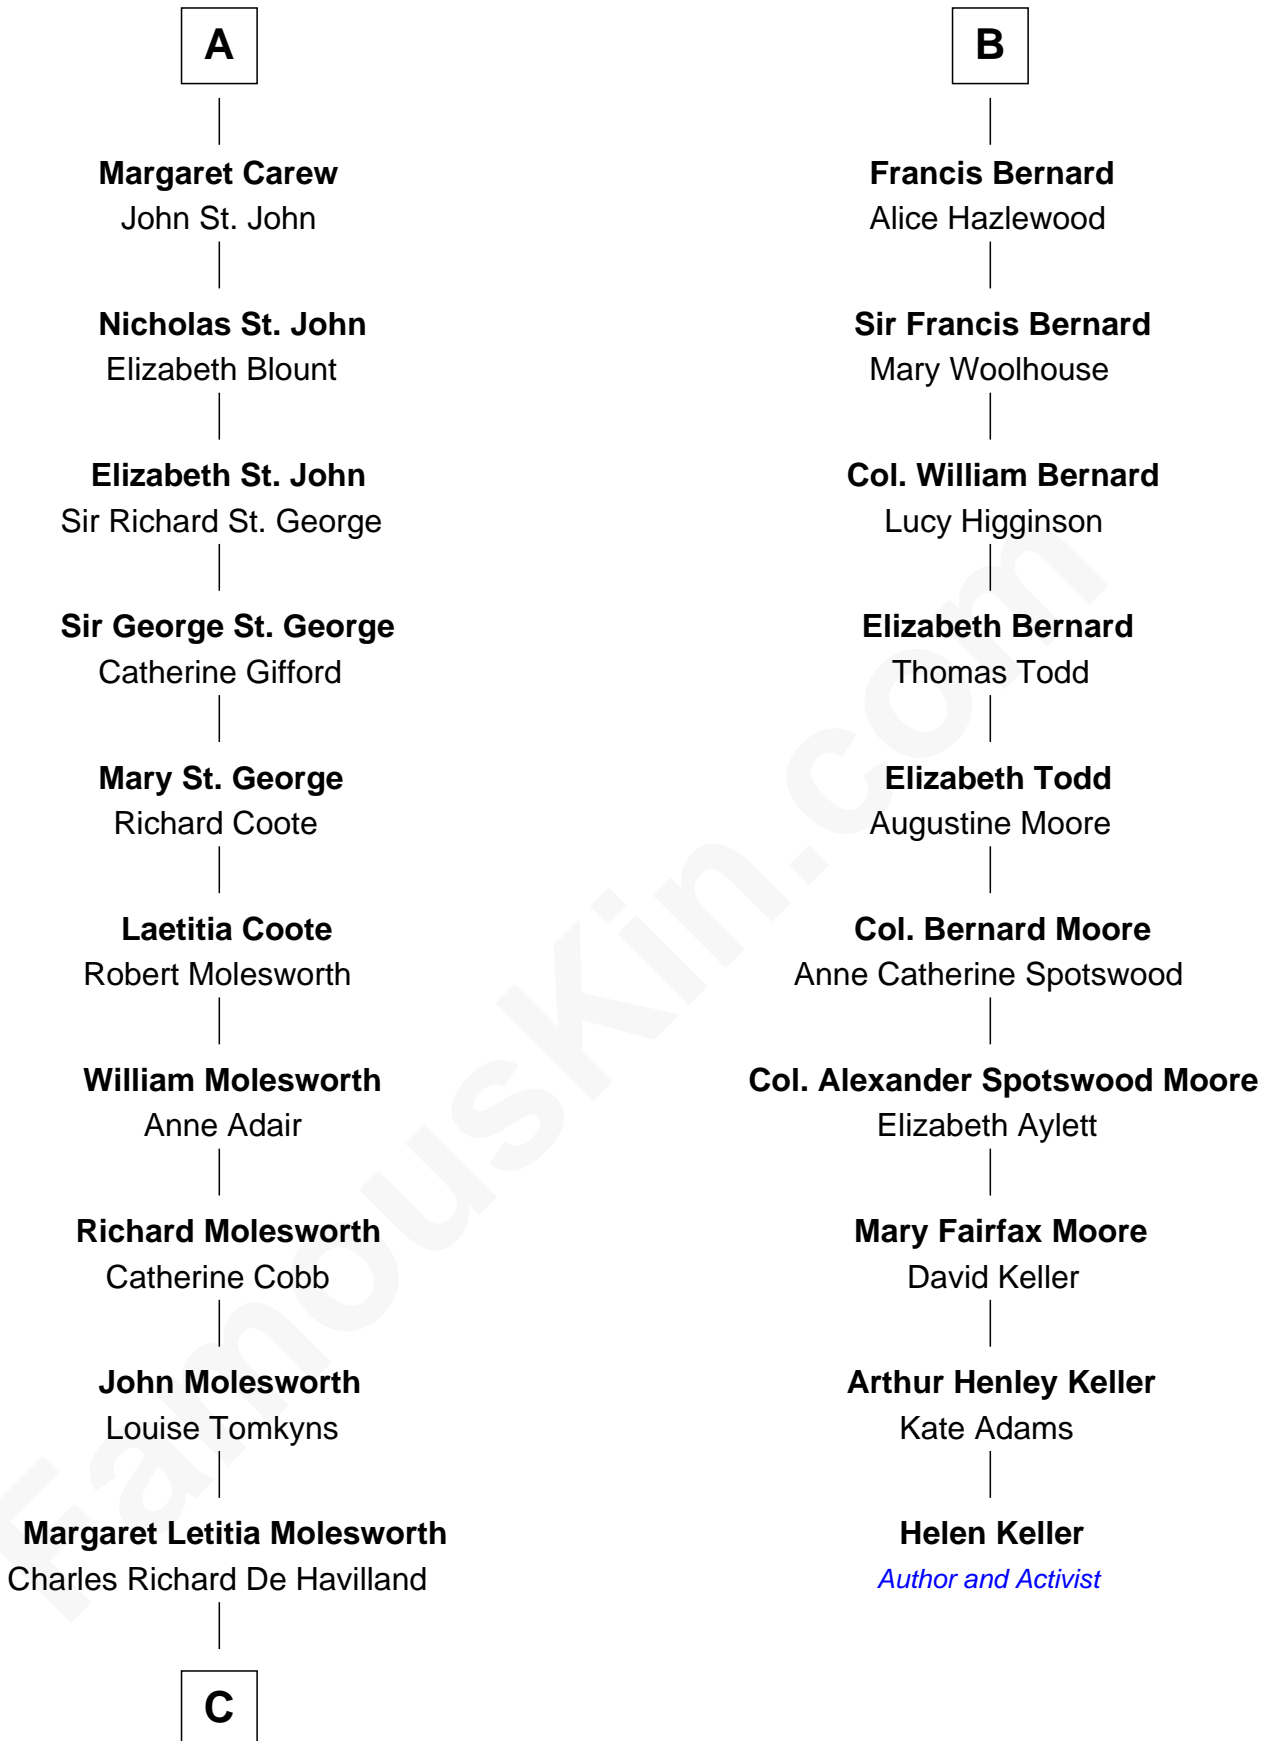 A
Margaret Carew
John St. John
Nicholas St. John
Elizabeth Blount
Elizabeth St. John
Sir Richard St. George
Sir George St. George
Catherine Gifford
Mary St. George
Richard Coote
Laetitia Coote
Robert Molesworth
William Molesworth
Anne Adair
Richard Molesworth
Catherine Cobb
John Molesworth
Louise Tomkyns
Margaret Letitia Molesworth
Charles Richard De Havilland
C
B
Francis Bernard
Alice Hazlewood
Sir Francis Bernard
Mary Woolhouse
Col. William Bernard
Lucy Higginson
Elizabeth Bernard
Thomas Todd
Elizabeth Todd
Augustine Moore
Col. Bernard Moore
Anne Catherine Spotswood
Col. Alexander Spotswood Moore
Elizabeth Aylett
Mary Fairfax Moore
David Keller
Arthur Henley Keller
Kate Adams
Helen Keller
Author and Activist
FamousKin.com